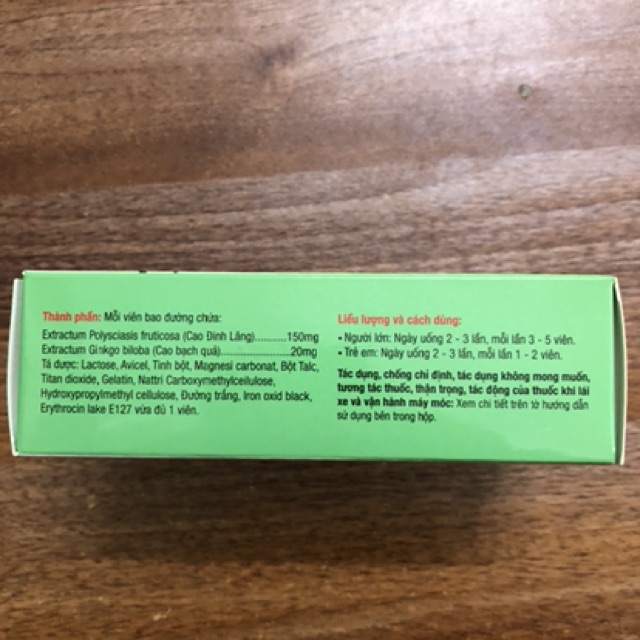 Thành phần: Mỗi viên bao đường chứa:
Extractum Polysciasis fruticosa (Cao Đinh Lăng)...........150mg
Extractum Ginkgo biloba (Cao bạch quả)........................20mg
Tá dược: Lactose, Avicel, Tinh bột, Magnesi carbonat, Bột Talc,
Titan dioxide, Gelatin, Nattri Carboxymethylcellulose,
Hydroxypropylmethyl cellulose, Đường trắng, Iron oxid black,
Erythrocin lake E127 vừa đủ 1 viên.
Liều lượng và cách dùng:
• Người lớn: Ngày uống 2 - 3 lần, mỗi lần 3 - 5 viên.
• Trẻ em: Ngày uống 2 - 3 lần, mỗi lần 1 - 2 viên.
Tác dụng, chống chỉ định, tác dụng không mong muốn,
tương tác thuốc, thận trọng, tác động của thuốc khi lái
xe và vận hành máy móc: Xem chi tiết trên tờ hướng dẫn
sử dụng bên trong hộp.